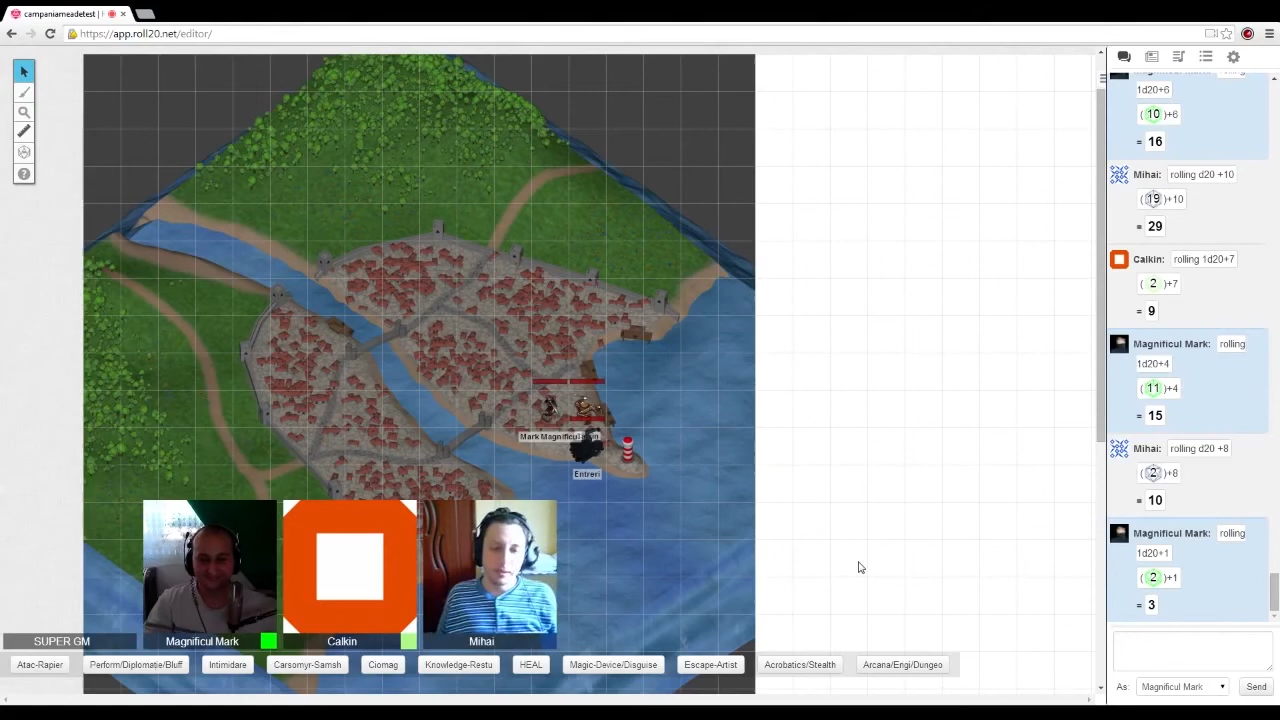 campaniameadetest |
https://app.roll20.net/editor/
rolling
1d20+6
(10)+6
= 16
Mihai: rolling d20 +10
(19)+10
= 29
Calkin: rolling 1d20+7
(2)+7
= 9
Magnificul Mark: rolling
1d20+4
(11)+4
= 15
Mihai: rolling d20 +8
(2)+8
= 10
Magnificul Mark: rolling
1d20+1
(2)+1
= 3
Mark Magnificul
Entreri
SUPER GM
Magnificul Mark
Calkin
Mihai
Perform/Diplomatie/Bluff
Intimidare
Carsomyr-Samsh
Ciomag
Knowledge-Restu
HEAL
Magic-Device/Disguise
Escape-Artist
Acrobatics/Stealth
Arcana/Engi/Dungeo
As: Magnificul Mark
Send